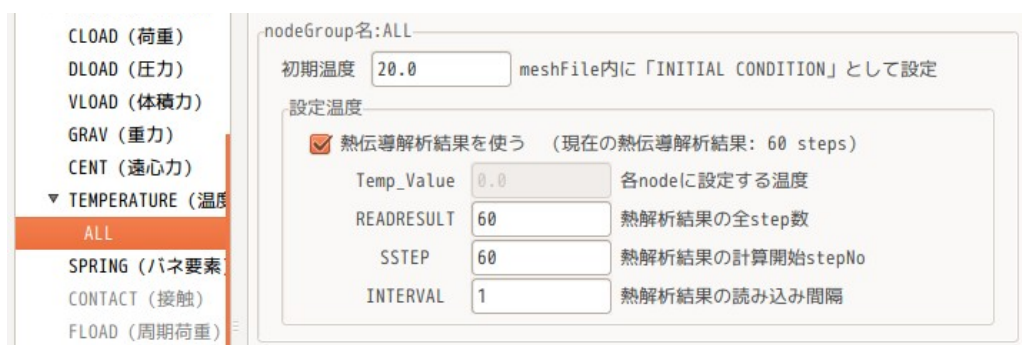 CLOAD (荷重)
DLOAD (圧力)
VLOAD (体積力)
GRAV (重力)
CENT (遠心力)
▼ TEMPERATURE (温度
ALL
SPRING (バネ要素)
CONTACT (接触)
FLOAD (周期荷重)
nodeGroup名:ALL
初期温度 20.0 meshFile内に「INITIAL CONDITION」として設定
設定温度
熱伝導解析結果を使う (現在の熱伝導解析結果: 60 steps)
Temp_Value 0.0 各nodeに設定する温度
READRESULT 60 熱解析結果の全step数
SSTEP 60 熱解析結果の計算開始stepNo
INTERVAL 1 熱解析結果の読み込み間隔